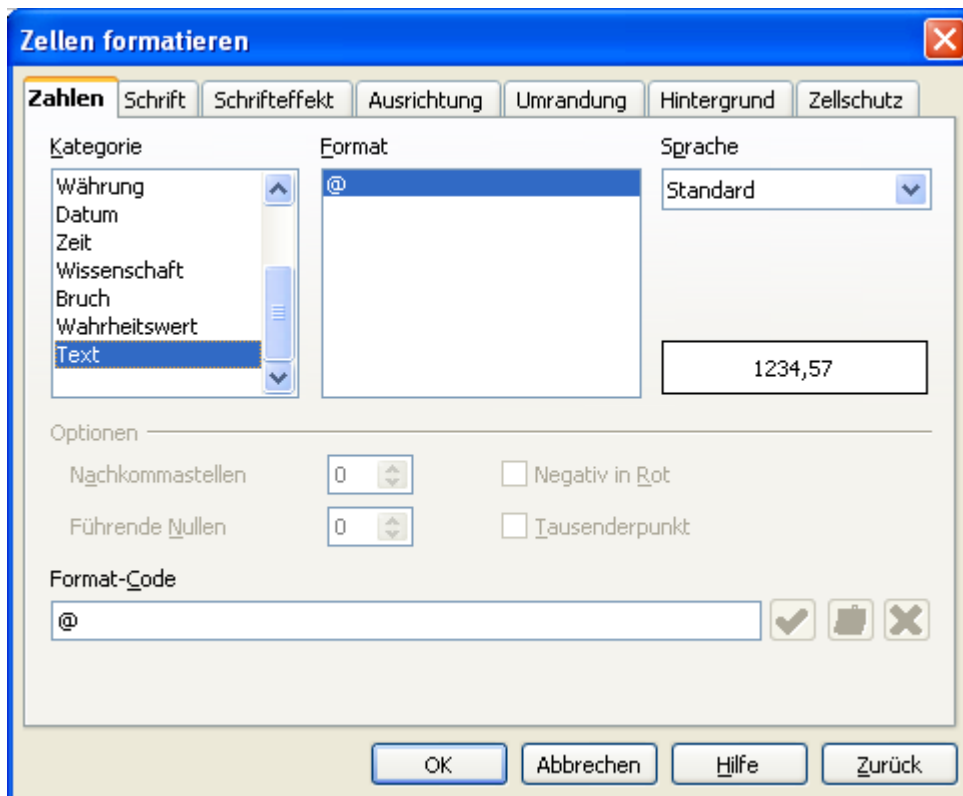 Zellen formatieren
Zahlen Schrift Schrifteffekt Ausrichtung Umrandung Hintergrund Zellschutz
Kategorie Format Sprache
Währung @ Standard
Datum
Zeit
Wissenschaft
Bruch
Wahrheitswert
Text 1234,57
Optionen
Nachkommastellen 0 Negativ in Rot
Führende Nullen 0 Tausenderpunkt
Format-Code
@
OK Abbrechen Hilfe Zurück